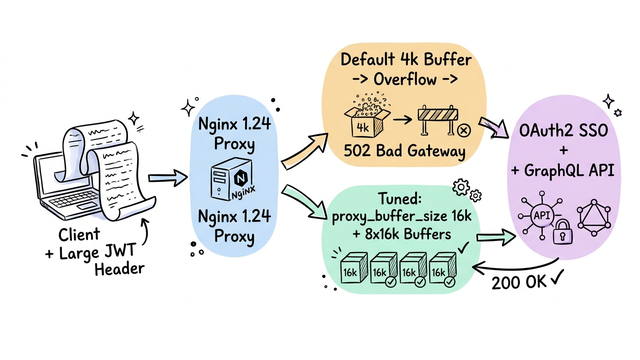 Client
+ Large JWT
Header
Nginx 1.24
Proxy
NGiNX
Nginx 1.24
Proxy
Default 4k Buffer
-> Overflow ->
4k
502 Bad Gateway
Tuned:
proxy_buffer_size 16k
+ 8x16k Buffers
16k 16k 16k 16k
OAuth2 SSO
+
+ GraphQL API
API
200 OK ✓